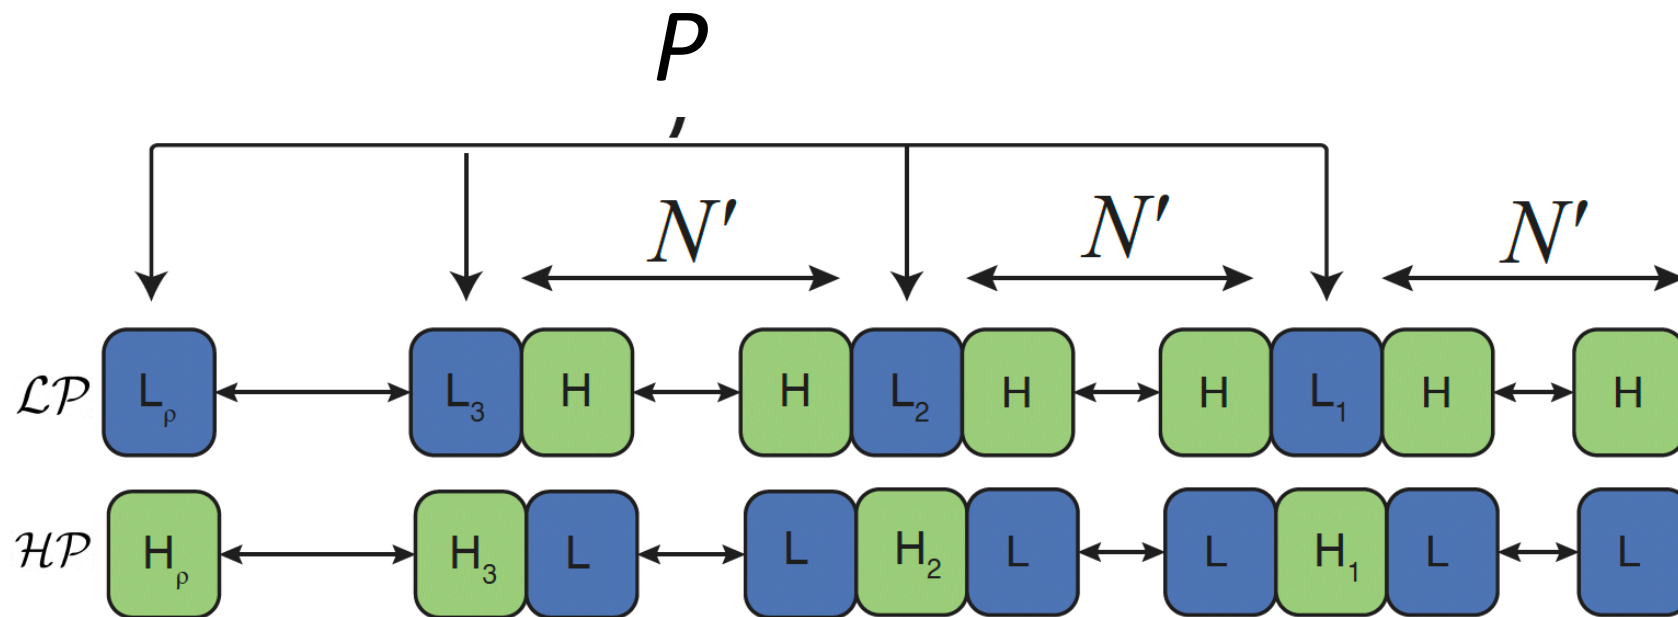 P
,
N′ N′ N′
ℒ𝒫 Lρ L₃ H H L₂ H H L₁ H H
ℋ𝒫 Hρ H₃ L L H₂ L L H₁ L L